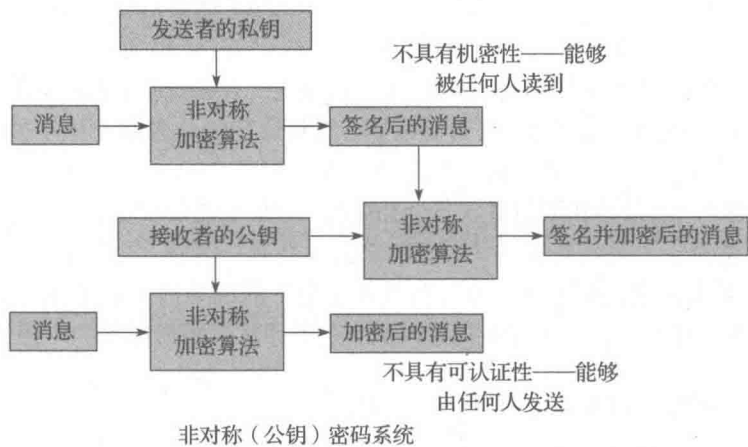 发送者的私钥
不具有机密性——能够
被任何人读到
消息
非对称
加密算法
签名后的消息
接收者的公钥
非对称
加密算法
签名并加密后的消息
消息
非对称
加密算法
加密后的消息
不具有可认证性——能够
由任何人发送
非对称（公钥）密码系统